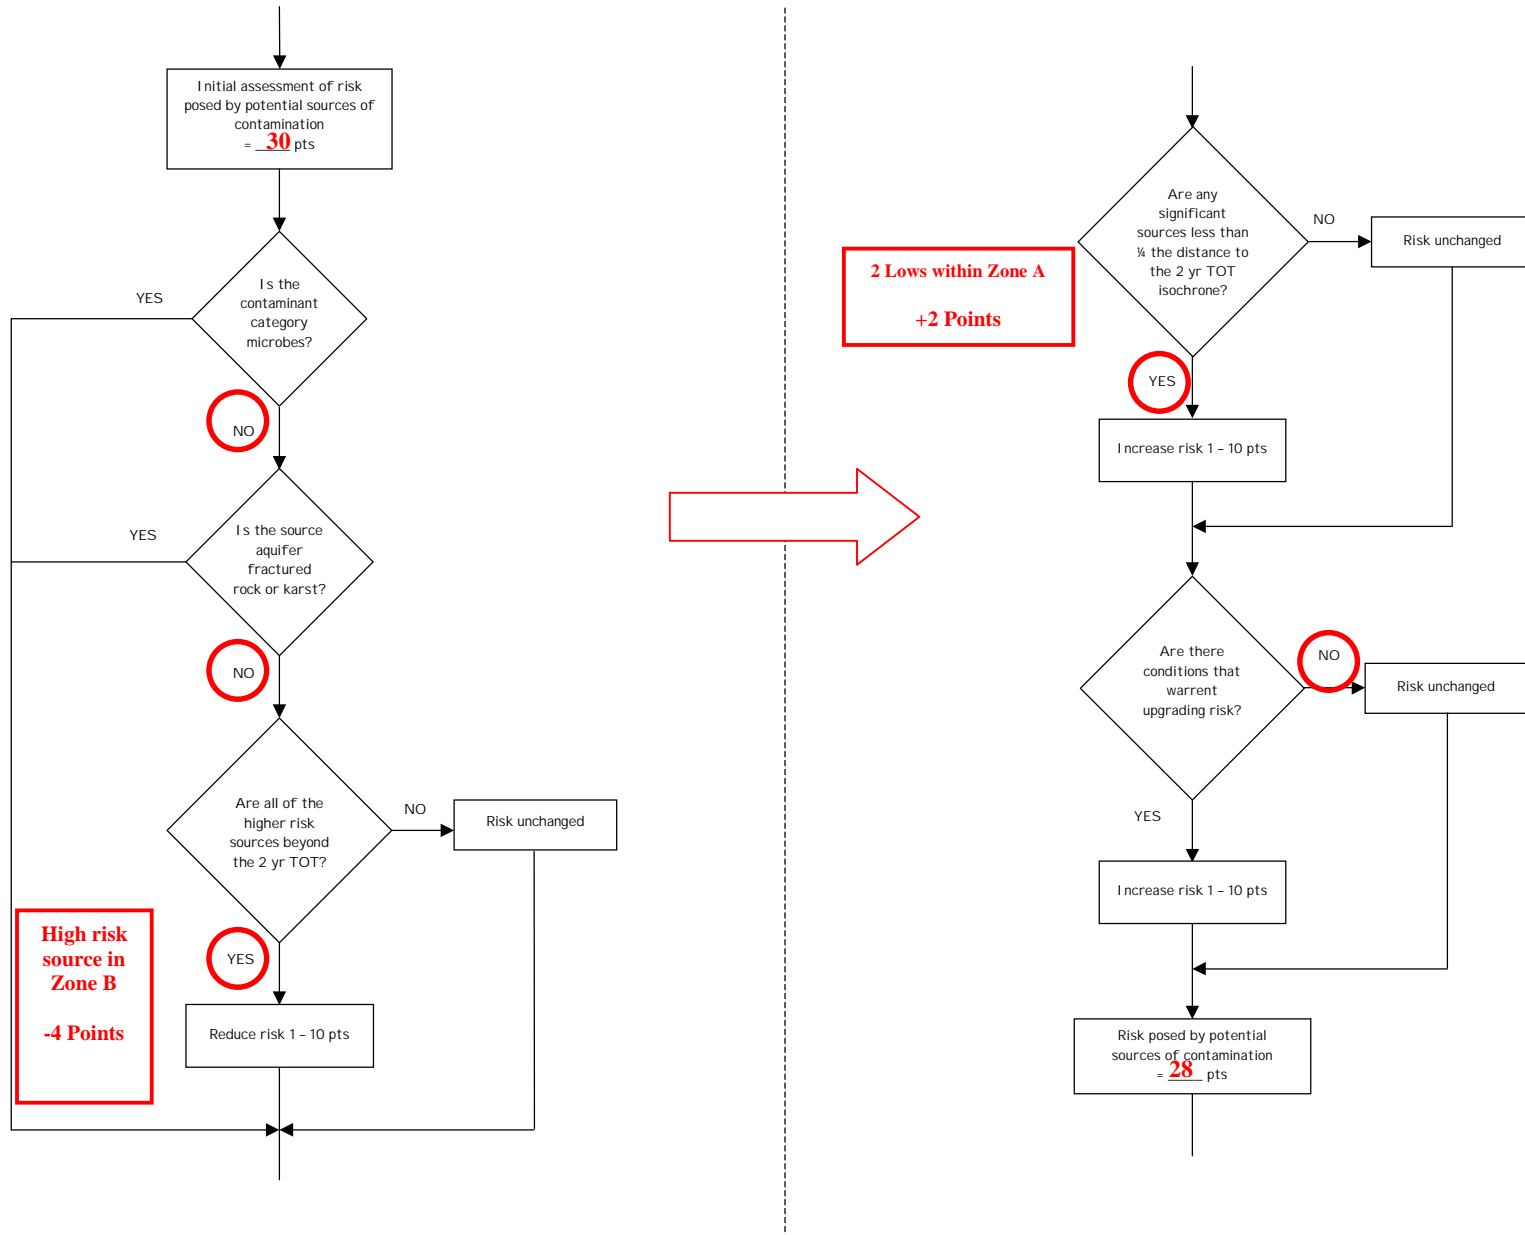 Initial assessment of risk
posed by potential sources of
contamination
= 30 pts
Is the
contaminant
category
microbes?
YES
NO
Is the source
aquifer
fractured
rock or karst?
YES
NO
Are all of the
higher risk
sources beyond
the 2 yr TOT?
NO
Risk unchanged
High risk
source in
Zone B
-4 Points
YES
Reduce risk 1 – 10 pts
Are any
significant
sources less than
¼ the distance to
the 2 yr TOT
isochrone?
NO
Risk unchanged
2 Lows within Zone A
+2 Points
YES
Increase risk 1 – 10 pts
Are there
conditions that
warrent
upgrading risk?
NO
Risk unchanged
YES
Increase risk 1 – 10 pts
Risk posed by potential
sources of contamination
= 28 pts